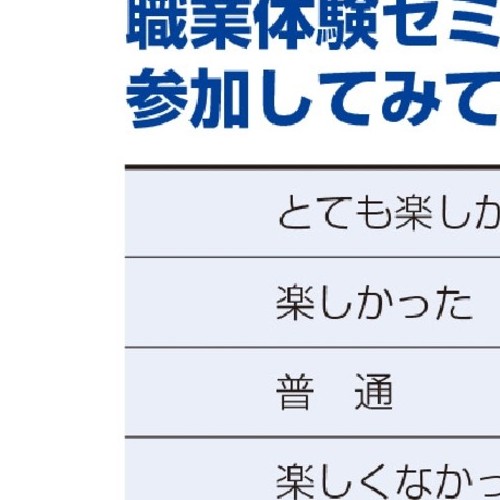 職業体験セミ
参加してみて
とても楽しか
楽しかった
普　通
楽しくなかっ